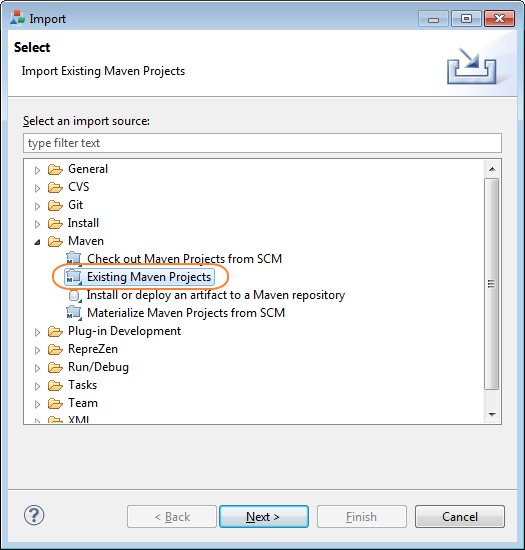 Import
Select
Import Existing Maven Projects
Select an import source:
type filter text
General
CVS
Git
Install
Maven
Check out Maven Projects from SCM
Existing Maven Projects
Install or deploy an artifact to a Maven repository
Materialize Maven Projects from SCM
Plug-in Development
RepreZen
Run/Debug
Tasks
Team
XML
?
< Back
Next >
Finish
Cancel